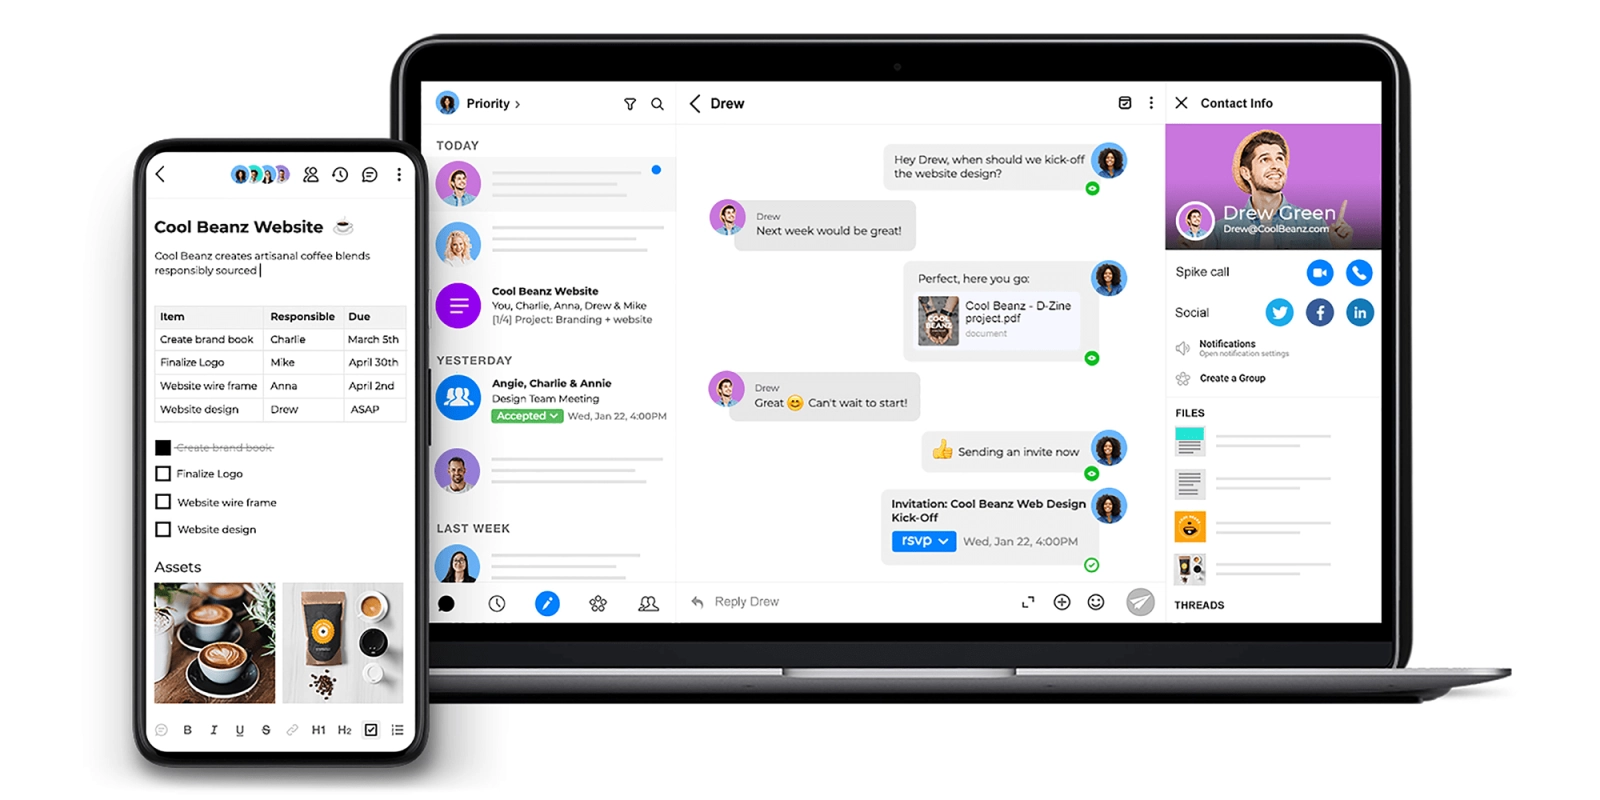 Cool Beanz Website
Cool Beanz creates artisanal coffee blends
responsibly sourced
Item Responsible Due
Create brand book Charlie March 5th
Finalize Logo Mike April 30th
Website wire frame Anna April 2nd
Website design Drew ASAP
Create brand book
Finalize Logo
Website wire frame
Website design
Assets
B I U S H1 H2
Priority
TODAY
Cool Beanz Website
You, Charlie, Anna, Drew & Mike
[1/4] Project: Branding + website
YESTERDAY
Angie, Charlie & Annie
Design Team Meeting
Accepted Wed, Jan 22, 4:00PM
LAST WEEK
Drew
Hey Drew, when should we kick-off
the website design?
Drew
Next week would be great!
Perfect, here you go:
COOL
BEANZ
Cool Beanz - D-Zine
project.pdf
document
Drew
Great 😊 Can't wait to start!
👍 Sending an invite now
Invitation: Cool Beanz Web Design
Kick-Off
rsvp Wed, Jan 22, 4:00PM
Reply Drew
Contact Info
Drew Green
Drew@CoolBeanz.com
Spike call
Social
f in
Notifications
Open notification settings
Create a Group
FILES
THREADS